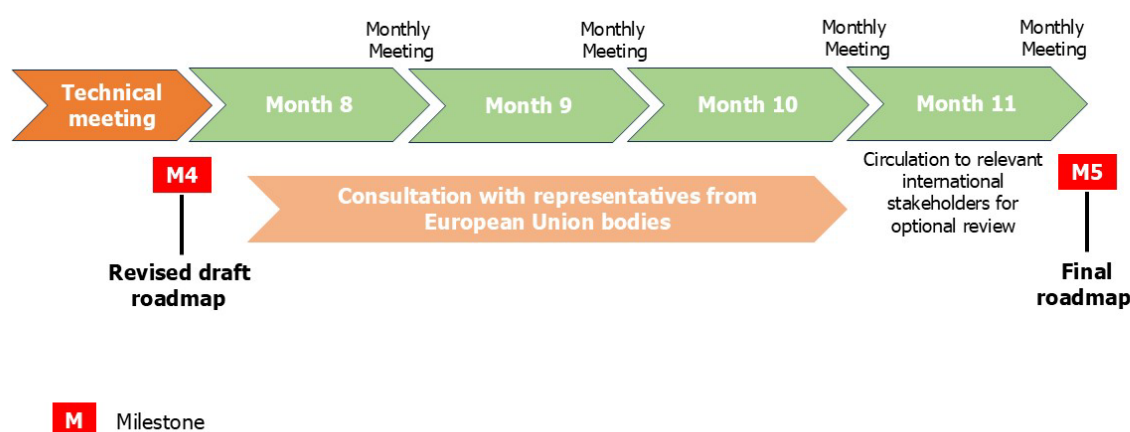 Monthly
Meeting
Monthly
Meeting
Monthly
Meeting
Monthly
Meeting
Technical
meeting
Month 8
Month 9
Month 10
Month 11
M4
Consultation with representatives from
European Union bodies
Circulation to relevant
international
stakeholders for
optional review
M5
Revised draft
roadmap
Final
roadmap
M
Milestone